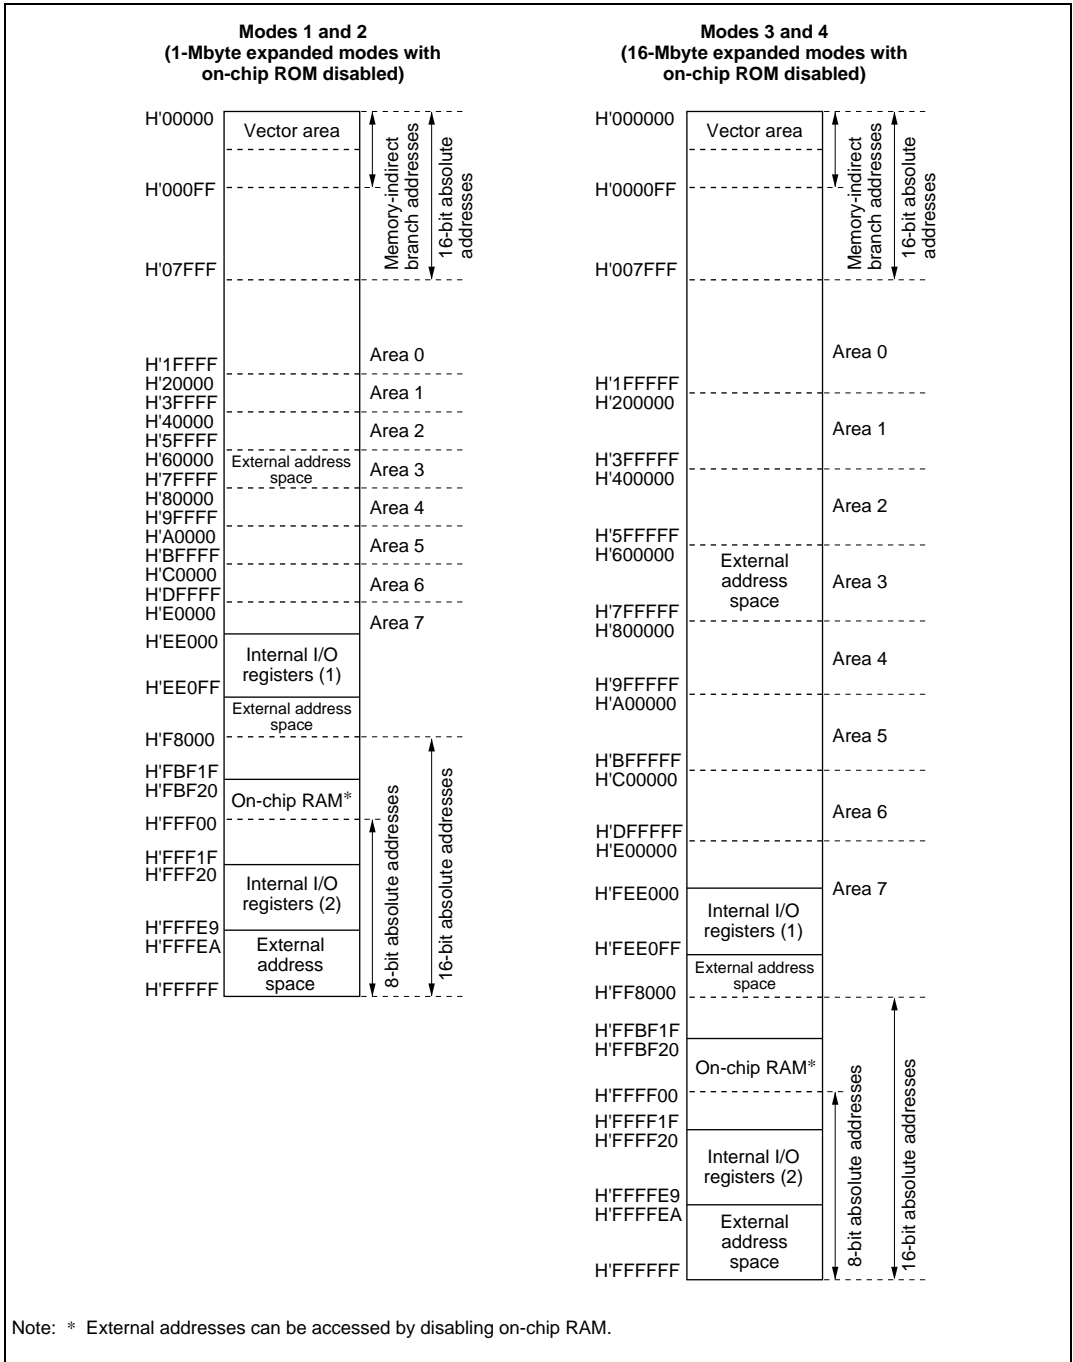 Modes 1 and 2
(1-Mbyte expanded modes with
on-chip ROM disabled)
H'00000
Vector area
H'000FF
Memory-indirect
branch addresses
16-bit absolute
addresses
H'07FFF
Area 0
H'1FFFF
H'20000
Area 1
H'3FFFF
H'40000
Area 2
H'5FFFF
H'60000
External address
space
Area 3
H'7FFFF
H'80000
Area 4
H'9FFFF
H'A0000
Area 5
H'BFFFF
H'C0000
Area 6
H'DFFFF
H'E0000
Area 7
H'EE000
Internal I/O
registers (1)
H'EE0FF
External address
space
H'F8000
H'FBF1F
H'FBF20
On-chip RAM*
H'FFF00
H'FFF1F
H'FFF20
Internal I/O
registers (2)
H'FFFE9
H'FFFEA
External
address
space
H'FFFFF
8-bit absolute addresses
16-bit absolute addresses
Modes 3 and 4
(16-Mbyte expanded modes with
on-chip ROM disabled)
H'000000
Vector area
H'0000FF
Memory-indirect
branch addresses
16-bit absolute
addresses
H'007FFF
Area 0
H'1FFFFF
H'200000
Area 1
H'3FFFFF
H'400000
Area 2
H'5FFFFF
H'600000
External
address
space
Area 3
H'7FFFFF
H'800000
Area 4
H'9FFFFF
H'A00000
Area 5
H'BFFFFF
H'C00000
Area 6
H'DFFFFF
H'E00000
Area 7
H'FEE000
Internal I/O
registers (1)
H'FEE0FF
External address
space
H'FF8000
H'FFBF1F
H'FFBF20
On-chip RAM*
H'FFFF00
H'FFFF1F
H'FFFF20
Internal I/O
registers (2)
H'FFFFE9
H'FFFFEA
External
address
space
H'FFFFFF
8-bit absolute addresses
16-bit absolute addresses
Note: * External addresses can be accessed by disabling on-chip RAM.